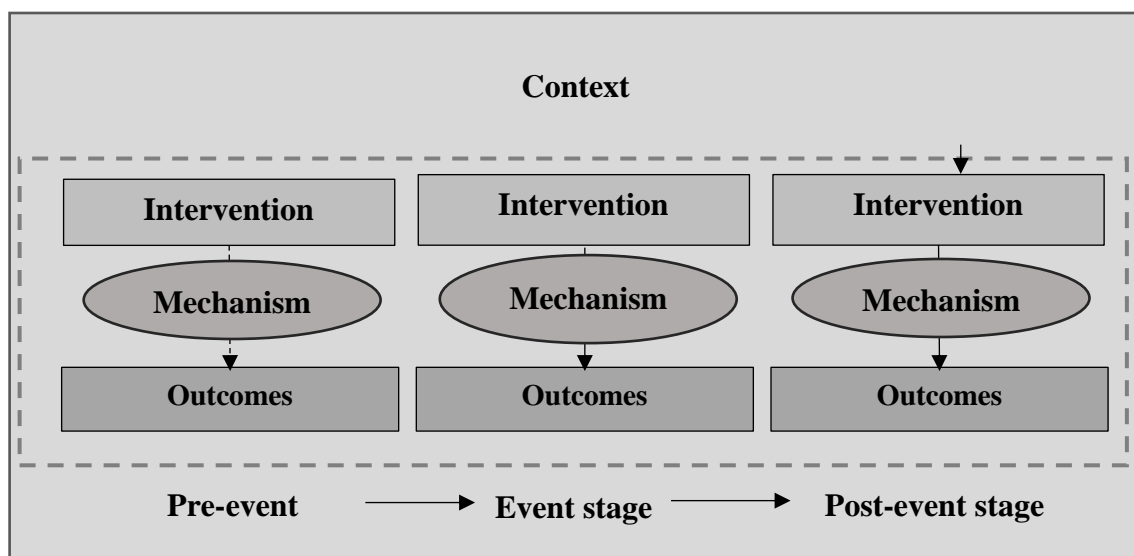 Context
Intervention Intervention Intervention
Mechanism Mechanism Mechanism
Outcomes Outcomes Outcomes
Pre-event Event stage Post-event stage